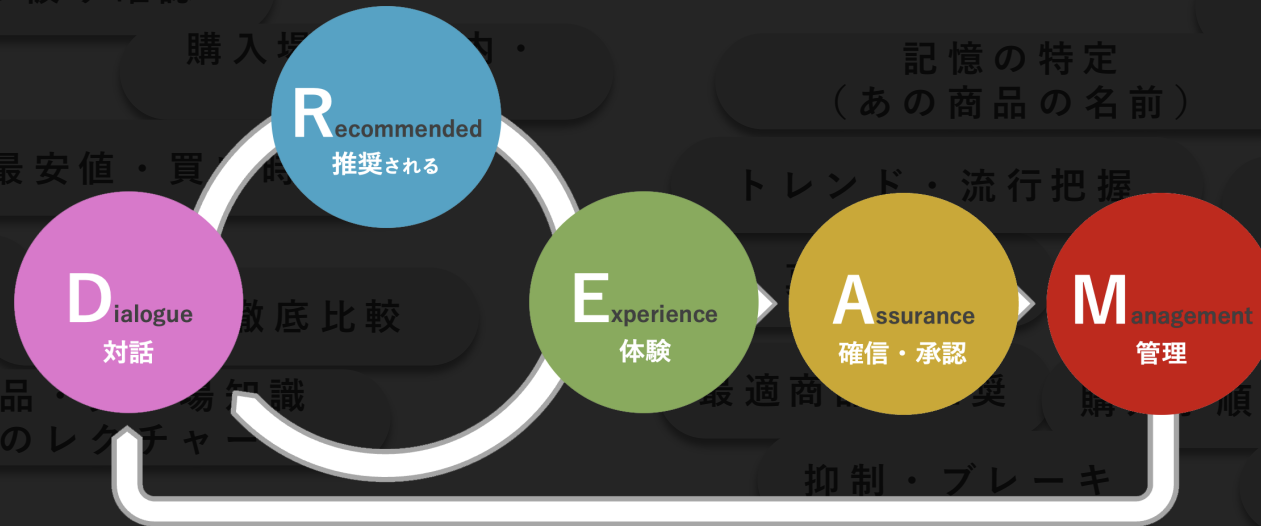 購入
記憶の特定
（あの商品の名前）
Recommended
推奨される
最安値・買 時
トレンド・流行把握
Dialogue
対話
徹底比較
Experience
体験
Assurance
確信・承認
Management
管理
品・ 場知識
のレクチャー
最適商 奨
購 順
抑制・ブレーキ